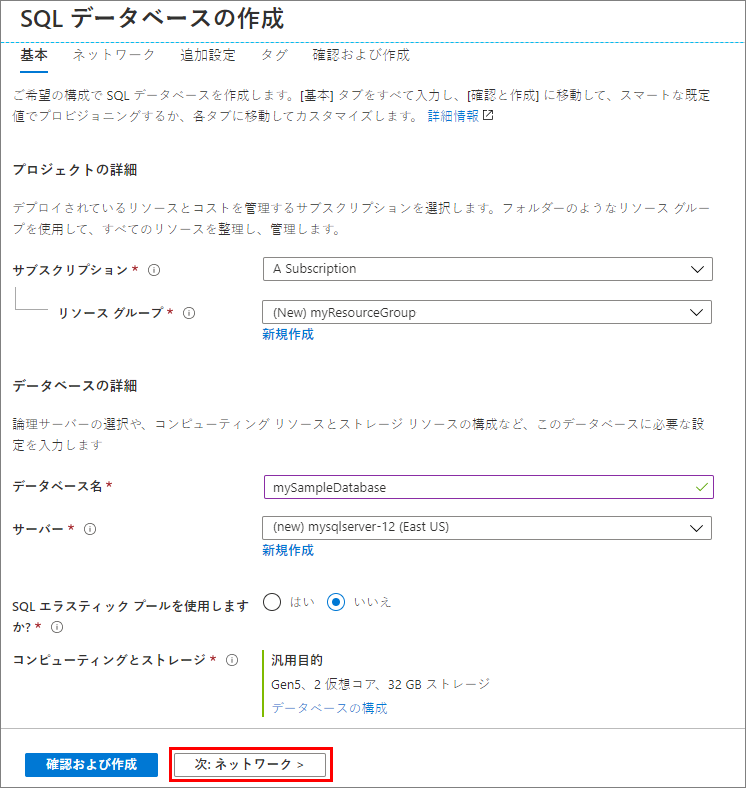 SQL データベースの作成
基本 ネットワーク 追加設定 タグ 確認および作成
ご希望の構成で SQL データベースを作成します。[基本] タブをすべて入力し、[確認と作成] に移動して、スマートな既定
値でプロビジョニングするか、各タブに移動してカスタマイズします。 詳細情報
プロジェクトの詳細
デプロイされているリソースとコストを管理するサブスクリプションを選択します。フォルダーのようなリソース グルー
プを使用して、すべてのリソースを整理し、管理します。
サブスクリプション * A Subscription
リソース グループ * (New) myResourceGroup
新規作成
データベースの詳細
論理サーバーの選択や、コンピューティング リソースとストレージ リソースの構成など、このデータベースに必要な設
定を入力します
データベース名 * mySampleDatabase
サーバー * (new) mysqlserver-12 (East US)
新規作成
SQL エラスティック プールを使用します はい いいえ
か? *
コンピューティングとストレージ * 汎用目的
Gen5、2 仮想コア、32 GB ストレージ
データベースの構成
確認および作成 次: ネットワーク >